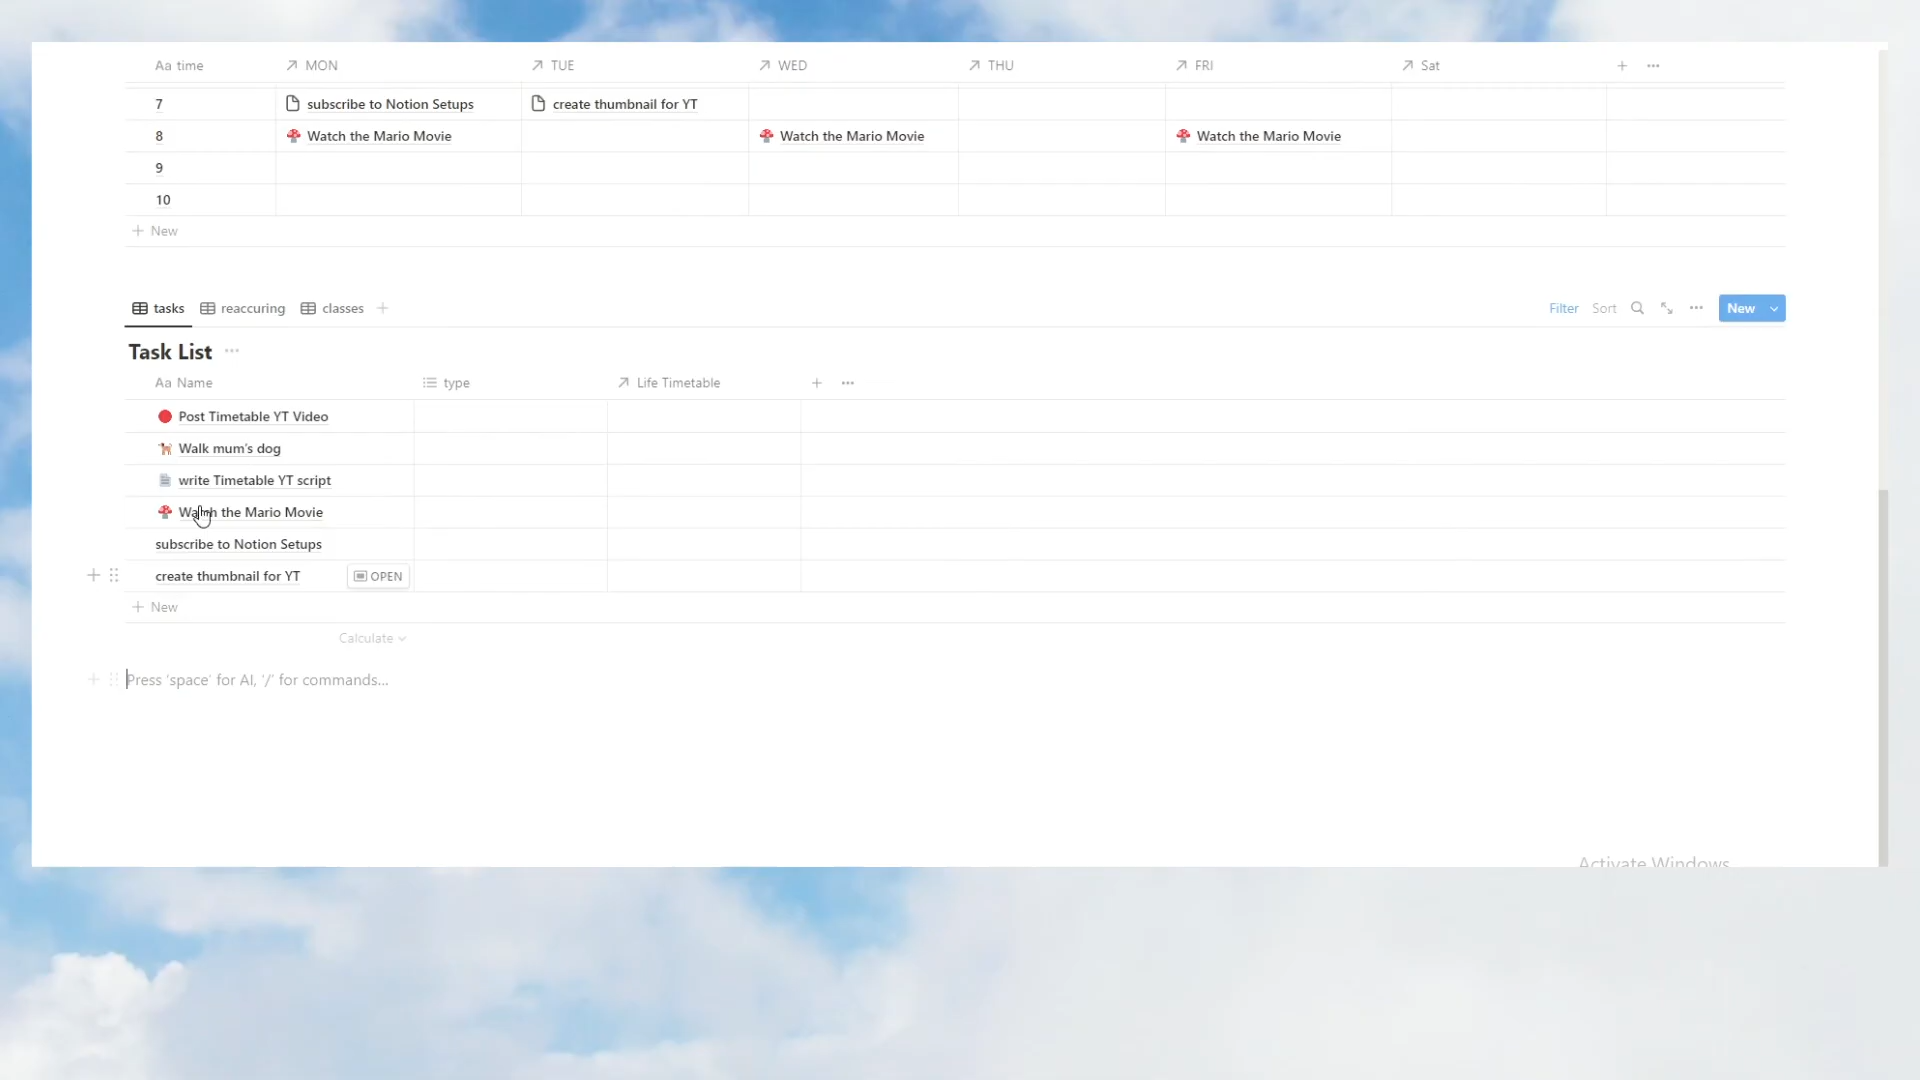 Aa time MON TUE WED THU FRI Sat
7 subscribe to Notion Setups create thumbnail for YT
8 Watch the Mario Movie Watch the Mario Movie Watch the Mario Movie
9
10
+ New
tasks reaccuring classes + Filter Sort New
Task List
Aa Name type Life Timetable
Post Timetable YT Video
Walk mum's dog
write Timetable YT script
Watch the Mario Movie
subscribe to Notion Setups
create thumbnail for YT OPEN
+ New
Calculate
Press 'space' for AI, '/' for commands...
Activate Windows